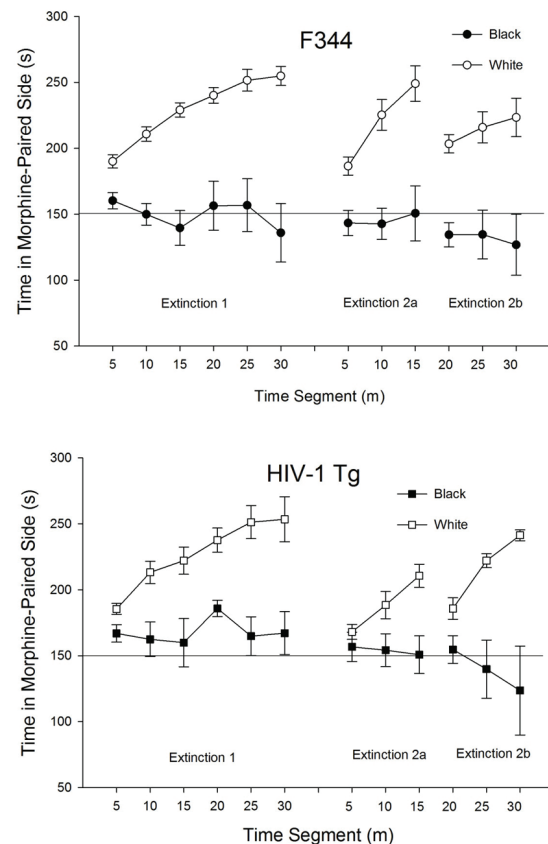 F344
Black
White
Time in Morphine-Paired Side (s)
300
250
200
150
100
50
Extinction 1
Extinction 2a
Extinction 2b
5 10 15 20 25 30 5 10 15 20 25 30
Time Segment (m)
HIV-1 Tg
Black
White
Time in Morphine-Paired Side (s)
300
250
200
150
100
50
Extinction 1
Extinction 2a
Extinction 2b
5 10 15 20 25 30 5 10 15 20 25 30
Time Segment (m)